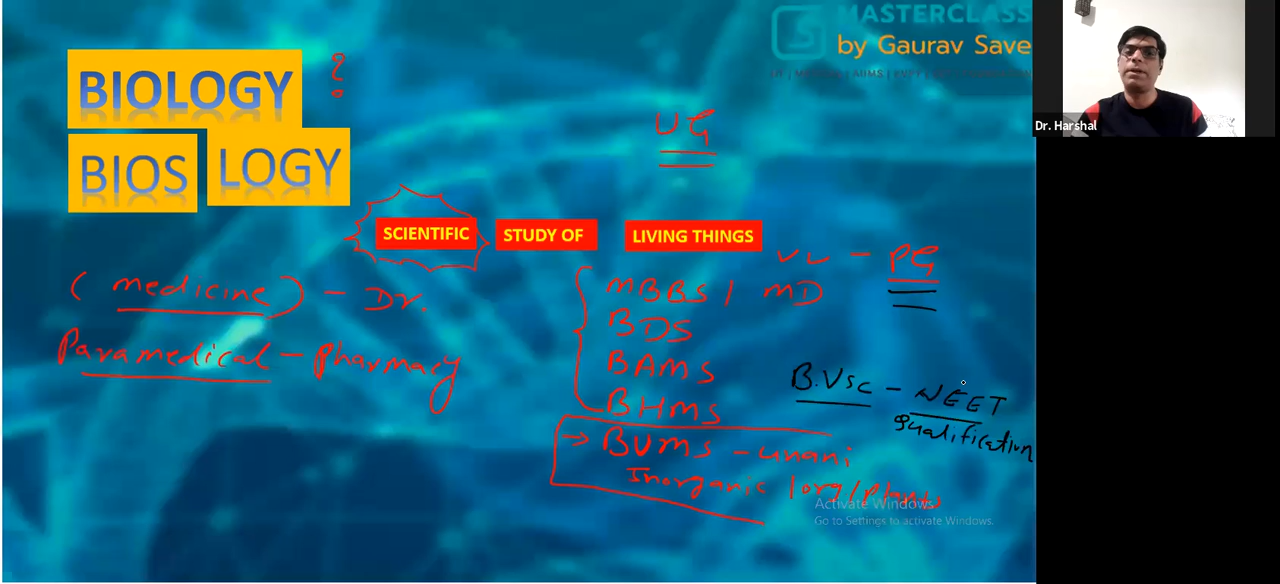 MASTERCLASS
by Gaurav Save
BIOLOGY ?
BIOS LOGY
UG
SCIENTIFIC STUDY OF LIVING THINGS
(medicine) - Dr.
Paramedical - pharmacy
PG
MBBS / MD
BDS
BAMS
BHMS
→ BUMS - unani
Inorganic / org / plants
B.VSC - NEET
qualification
Activate Windows
Go to Settings to activate Windows.
Dr. Harshal